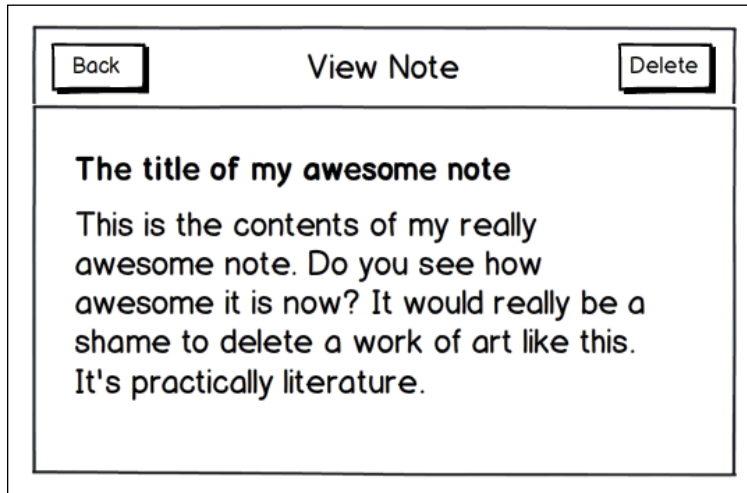 Back
View Note
Delete
The title of my awesome note
This is the contents of my really
awesome note. Do you see how
awesome it is now? It would really be a
shame to delete a work of art like this.
It's practically literature.